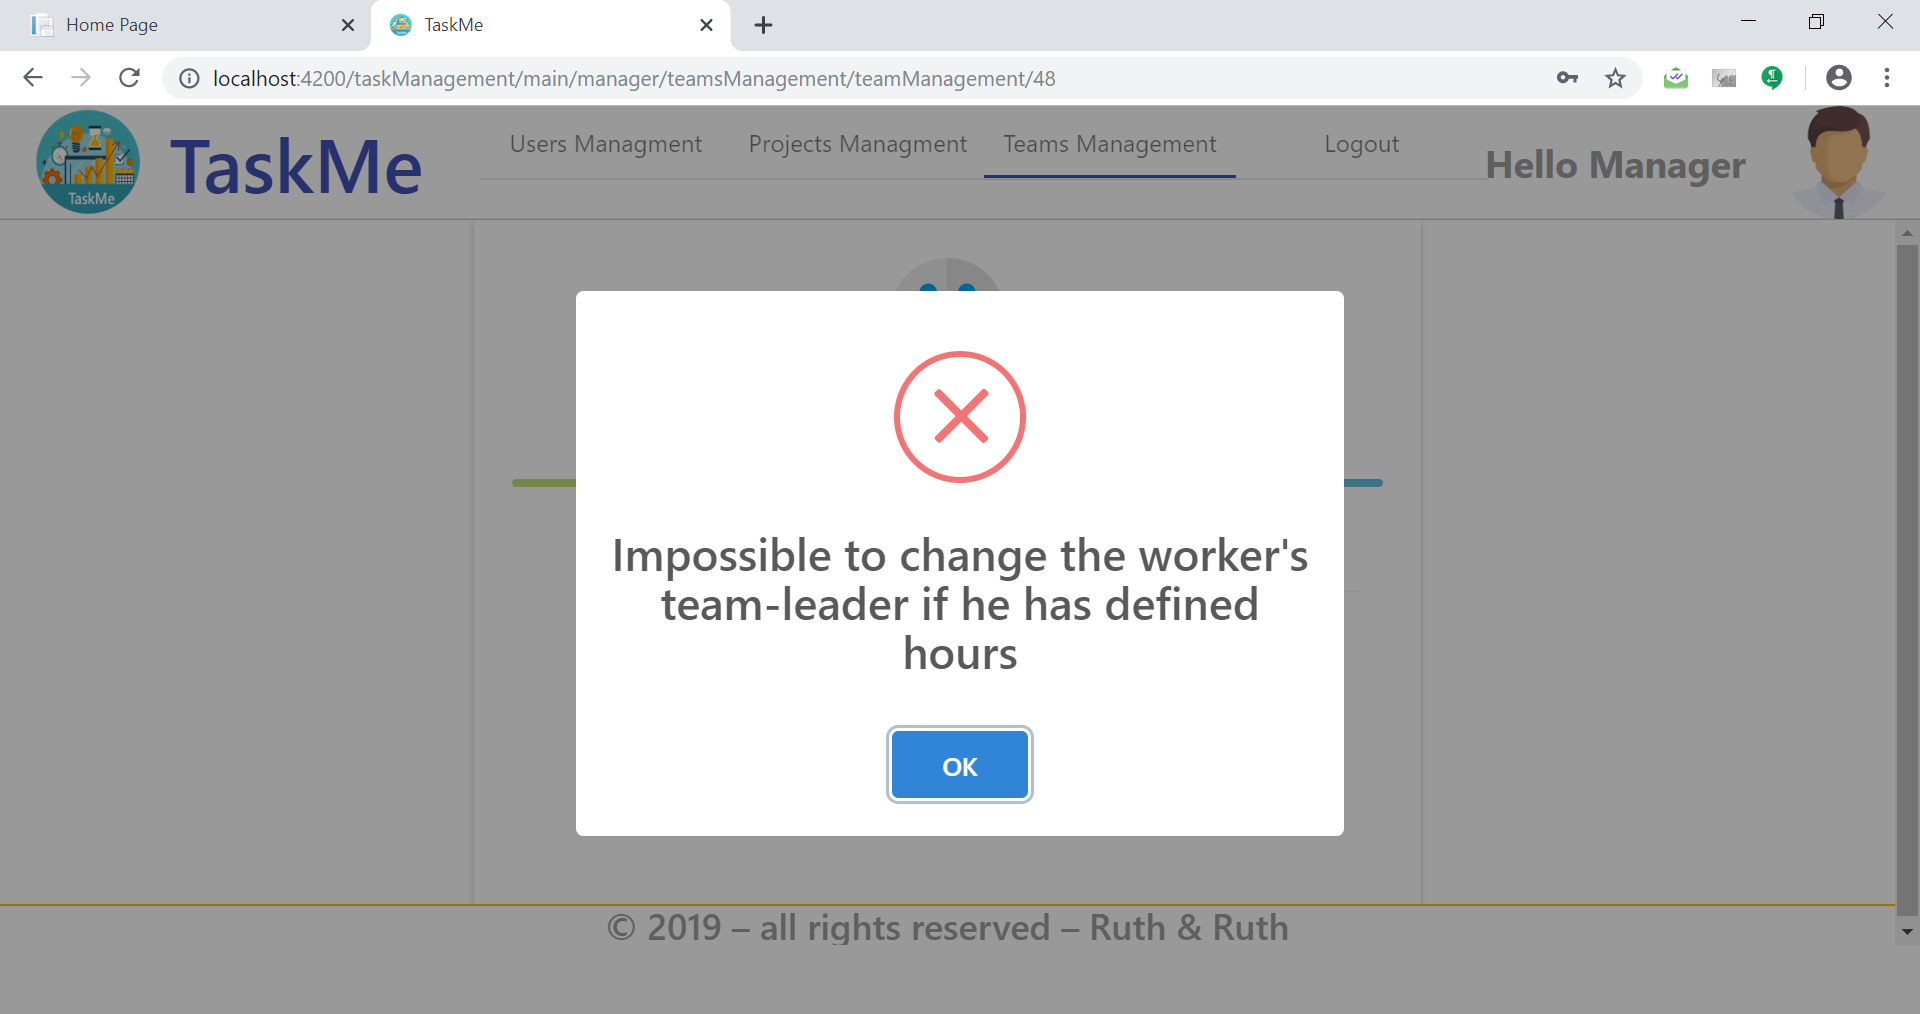 Home Page
TaskMe
localhost:4200/taskManagement/main/manager/teamsManagement/teamManagement/48
TaskMe
TaskMe
Users Managment
Projects Managment
Teams Management
Logout
Hello Manager
Impossible to change the worker's
team-leader if he has defined
hours
OK
© 2019 – all rights reserved – Ruth & Ruth